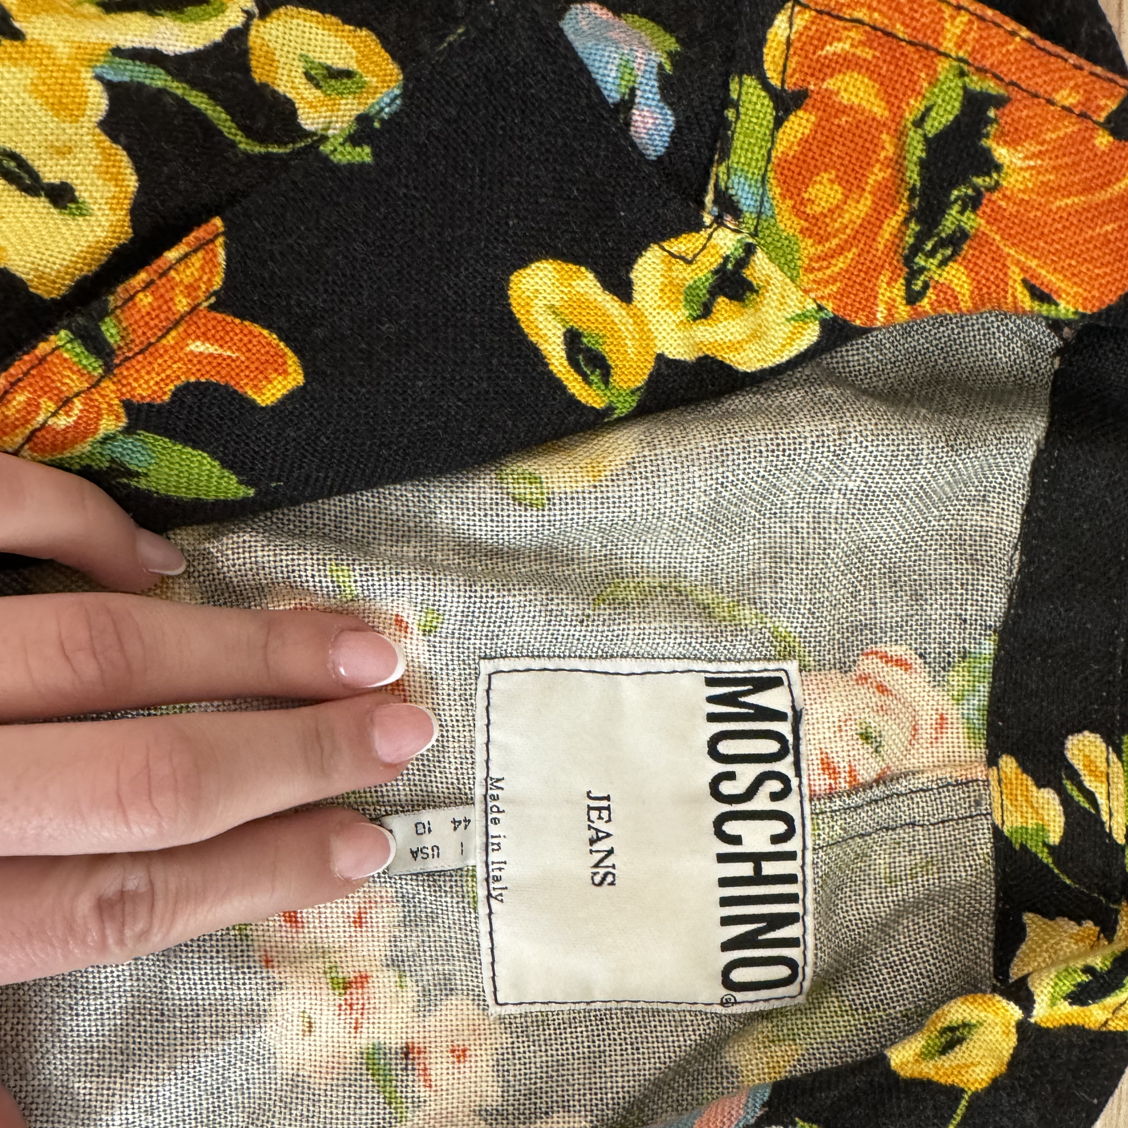 MOSCHINO®
JEANS
Made in Italy
I 44
USA 10